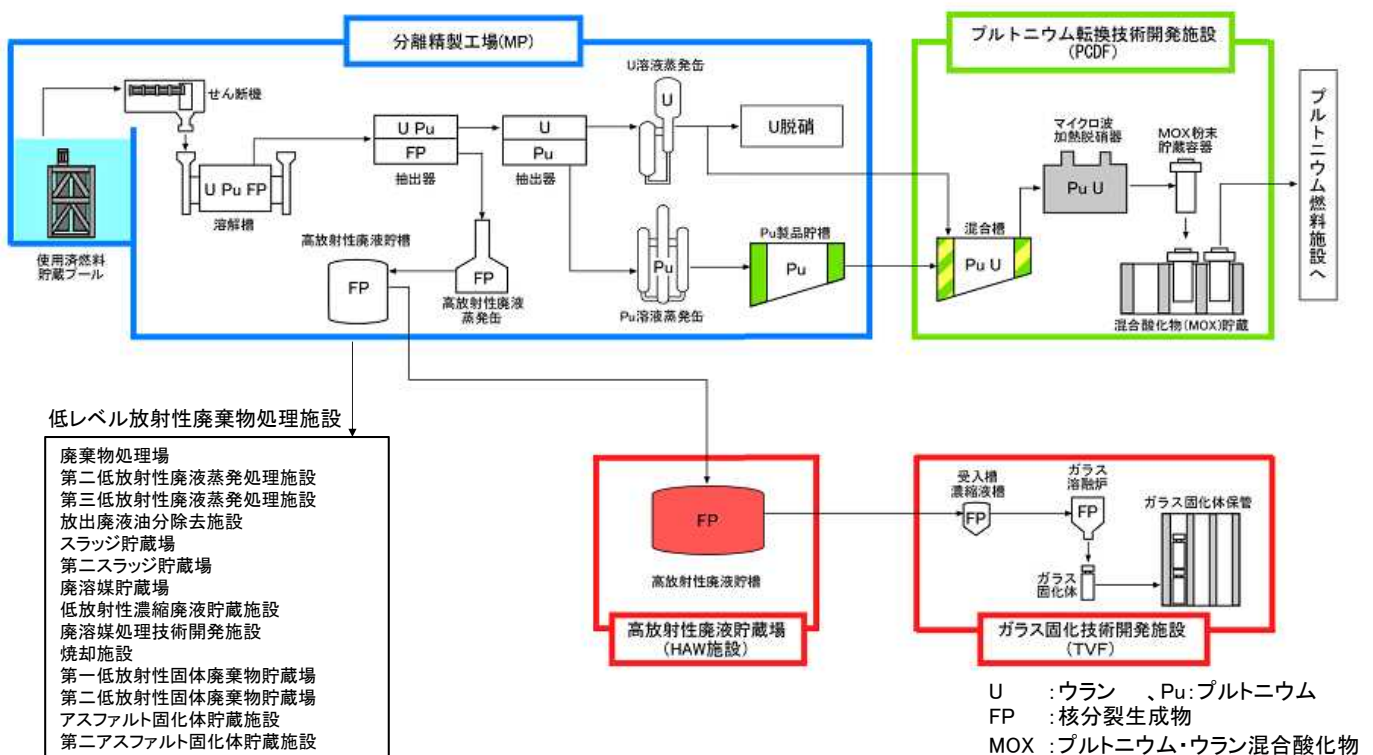 分離精製工場(MP)
せん断機
使用済燃料
貯蔵プール
U Pu FP
溶解槽
U Pu
FP
抽出器
U
Pu
抽出器
U溶液蒸発缶
U
U脱硝
高放射性廃液貯槽
FP
FP
高放射性廃液
蒸発缶
Pu
Pu溶液蒸発缶
Pu製品貯槽
Pu
プルトニウム転換技術開発施設
(PCDF)
混合槽
Pu U
マイクロ波
加熱脱硝器
Pu U
MOX粉末
貯蔵容器
混合酸化物(MOX)貯蔵
プルトニウム燃料施設へ
低レベル放射性廃棄物処理施設
廃棄物処理場
第二低放射性廃液蒸発処理施設
第三低放射性廃液蒸発処理施設
放出廃液油分除去施設
スラッジ貯蔵場
第二スラッジ貯蔵場
廃溶媒貯蔵場
低放射性濃縮廃液貯蔵施設
廃溶媒処理技術開発施設
焼却施設
第一低放射性固体廃棄物貯蔵場
第二低放射性固体廃棄物貯蔵場
アスファルト固化体貯蔵施設
第二アスファルト固化体貯蔵施設
FP
高放射性廃液貯槽
高放射性廃液貯蔵場
(HAW施設)
受入槽
濃縮液槽
FP
ガラス
溶融炉
FP
ガラス
固化体
ガラス固化体保管
ガラス固化技術開発施設
(TVF)
U :ウラン 、Pu:プルトニウム
FP :核分裂生成物
MOX :プルトニウム・ウラン混合酸化物